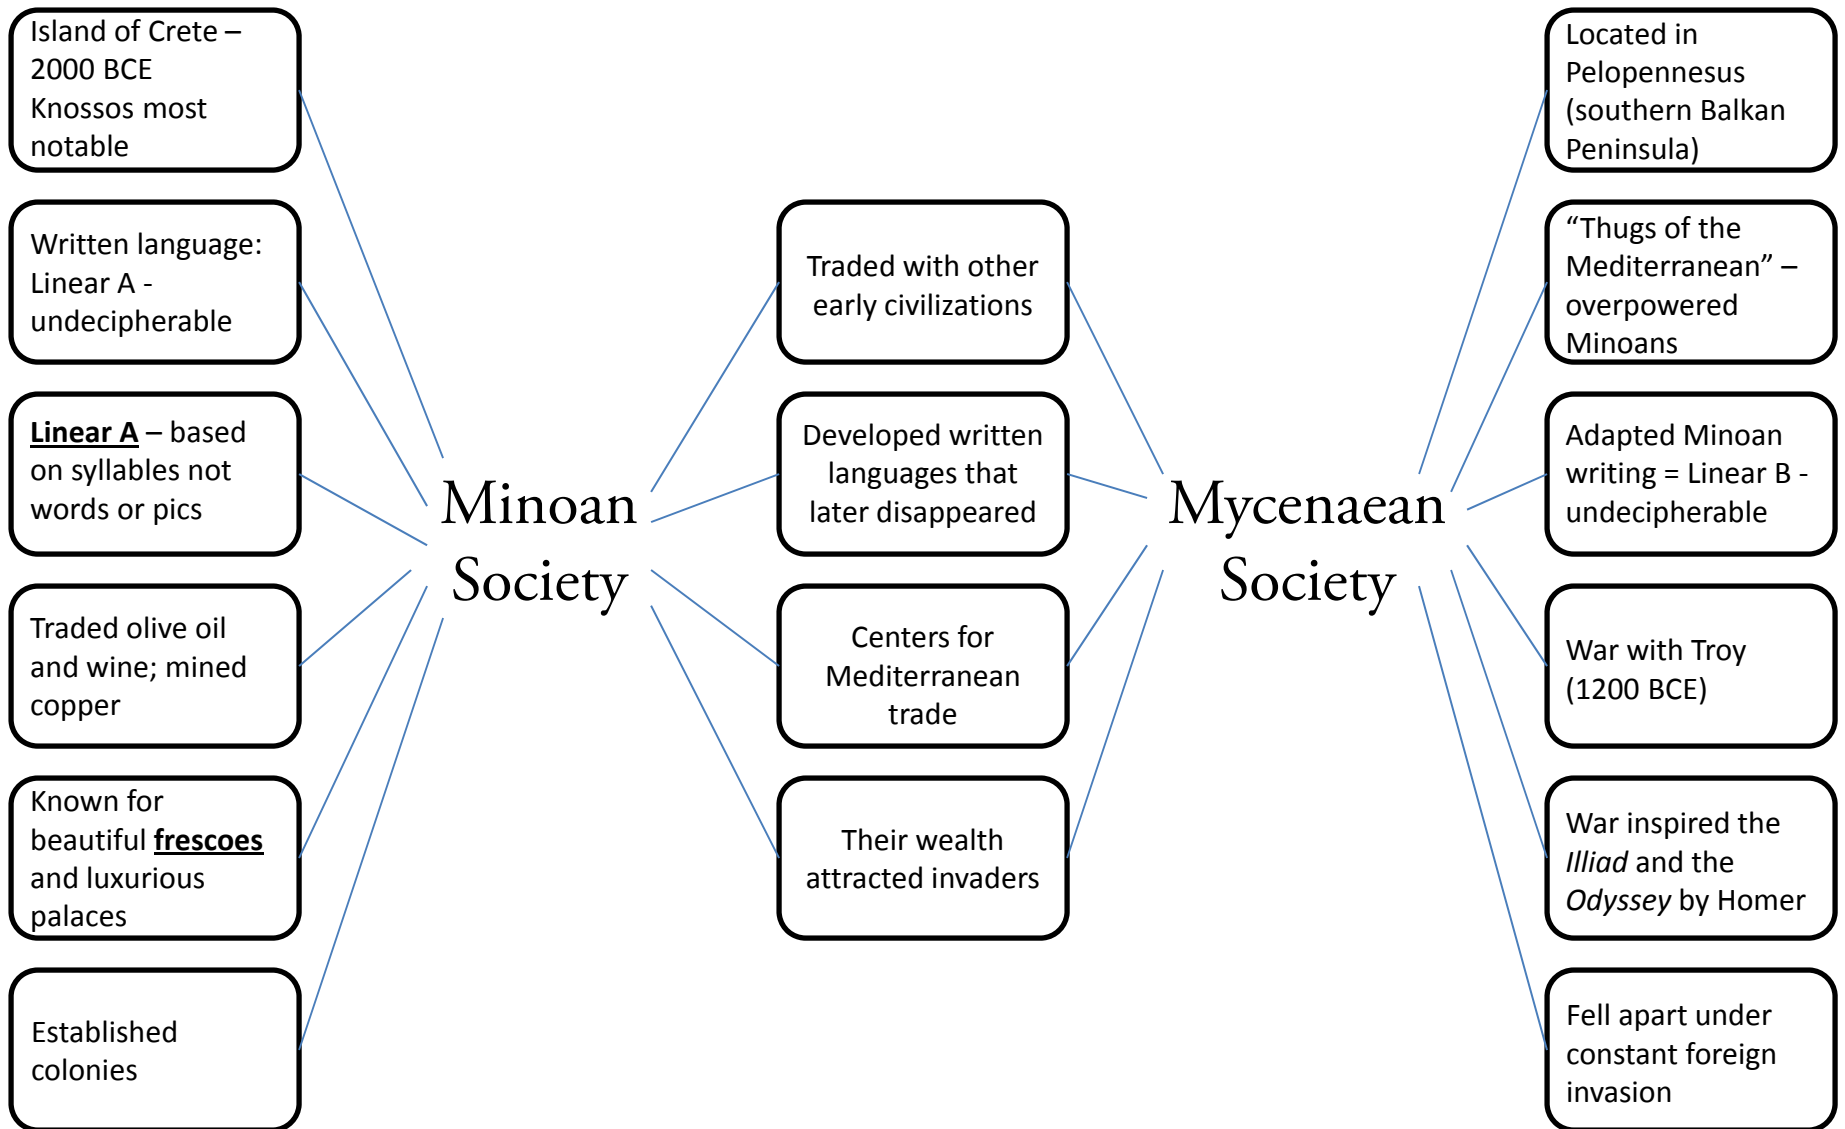 Island of Crete –
2000 BCE
Knossos most
notable
Written language:
Linear A -
undecipherable
Linear A – based
on syllables not
words or pics
Traded olive oil
and wine; mined
copper
Known for
beautiful frescoes
and luxurious
palaces
Established
colonies
Minoan
Society
Traded with other
early civilizations
Developed written
languages that
later disappeared
Centers for
Mediterranean
trade
Their wealth
attracted invaders
Mycenaean
Society
Located in
Pelopennesus
(southern Balkan
Peninsula)
“Thugs of the
Mediterranean” –
overpowered
Minoans
Adapted Minoan
writing = Linear B -
undecipherable
War with Troy
(1200 BCE)
War inspired the
Illiad and the
Odyssey by Homer
Fell apart under
constant foreign
invasion